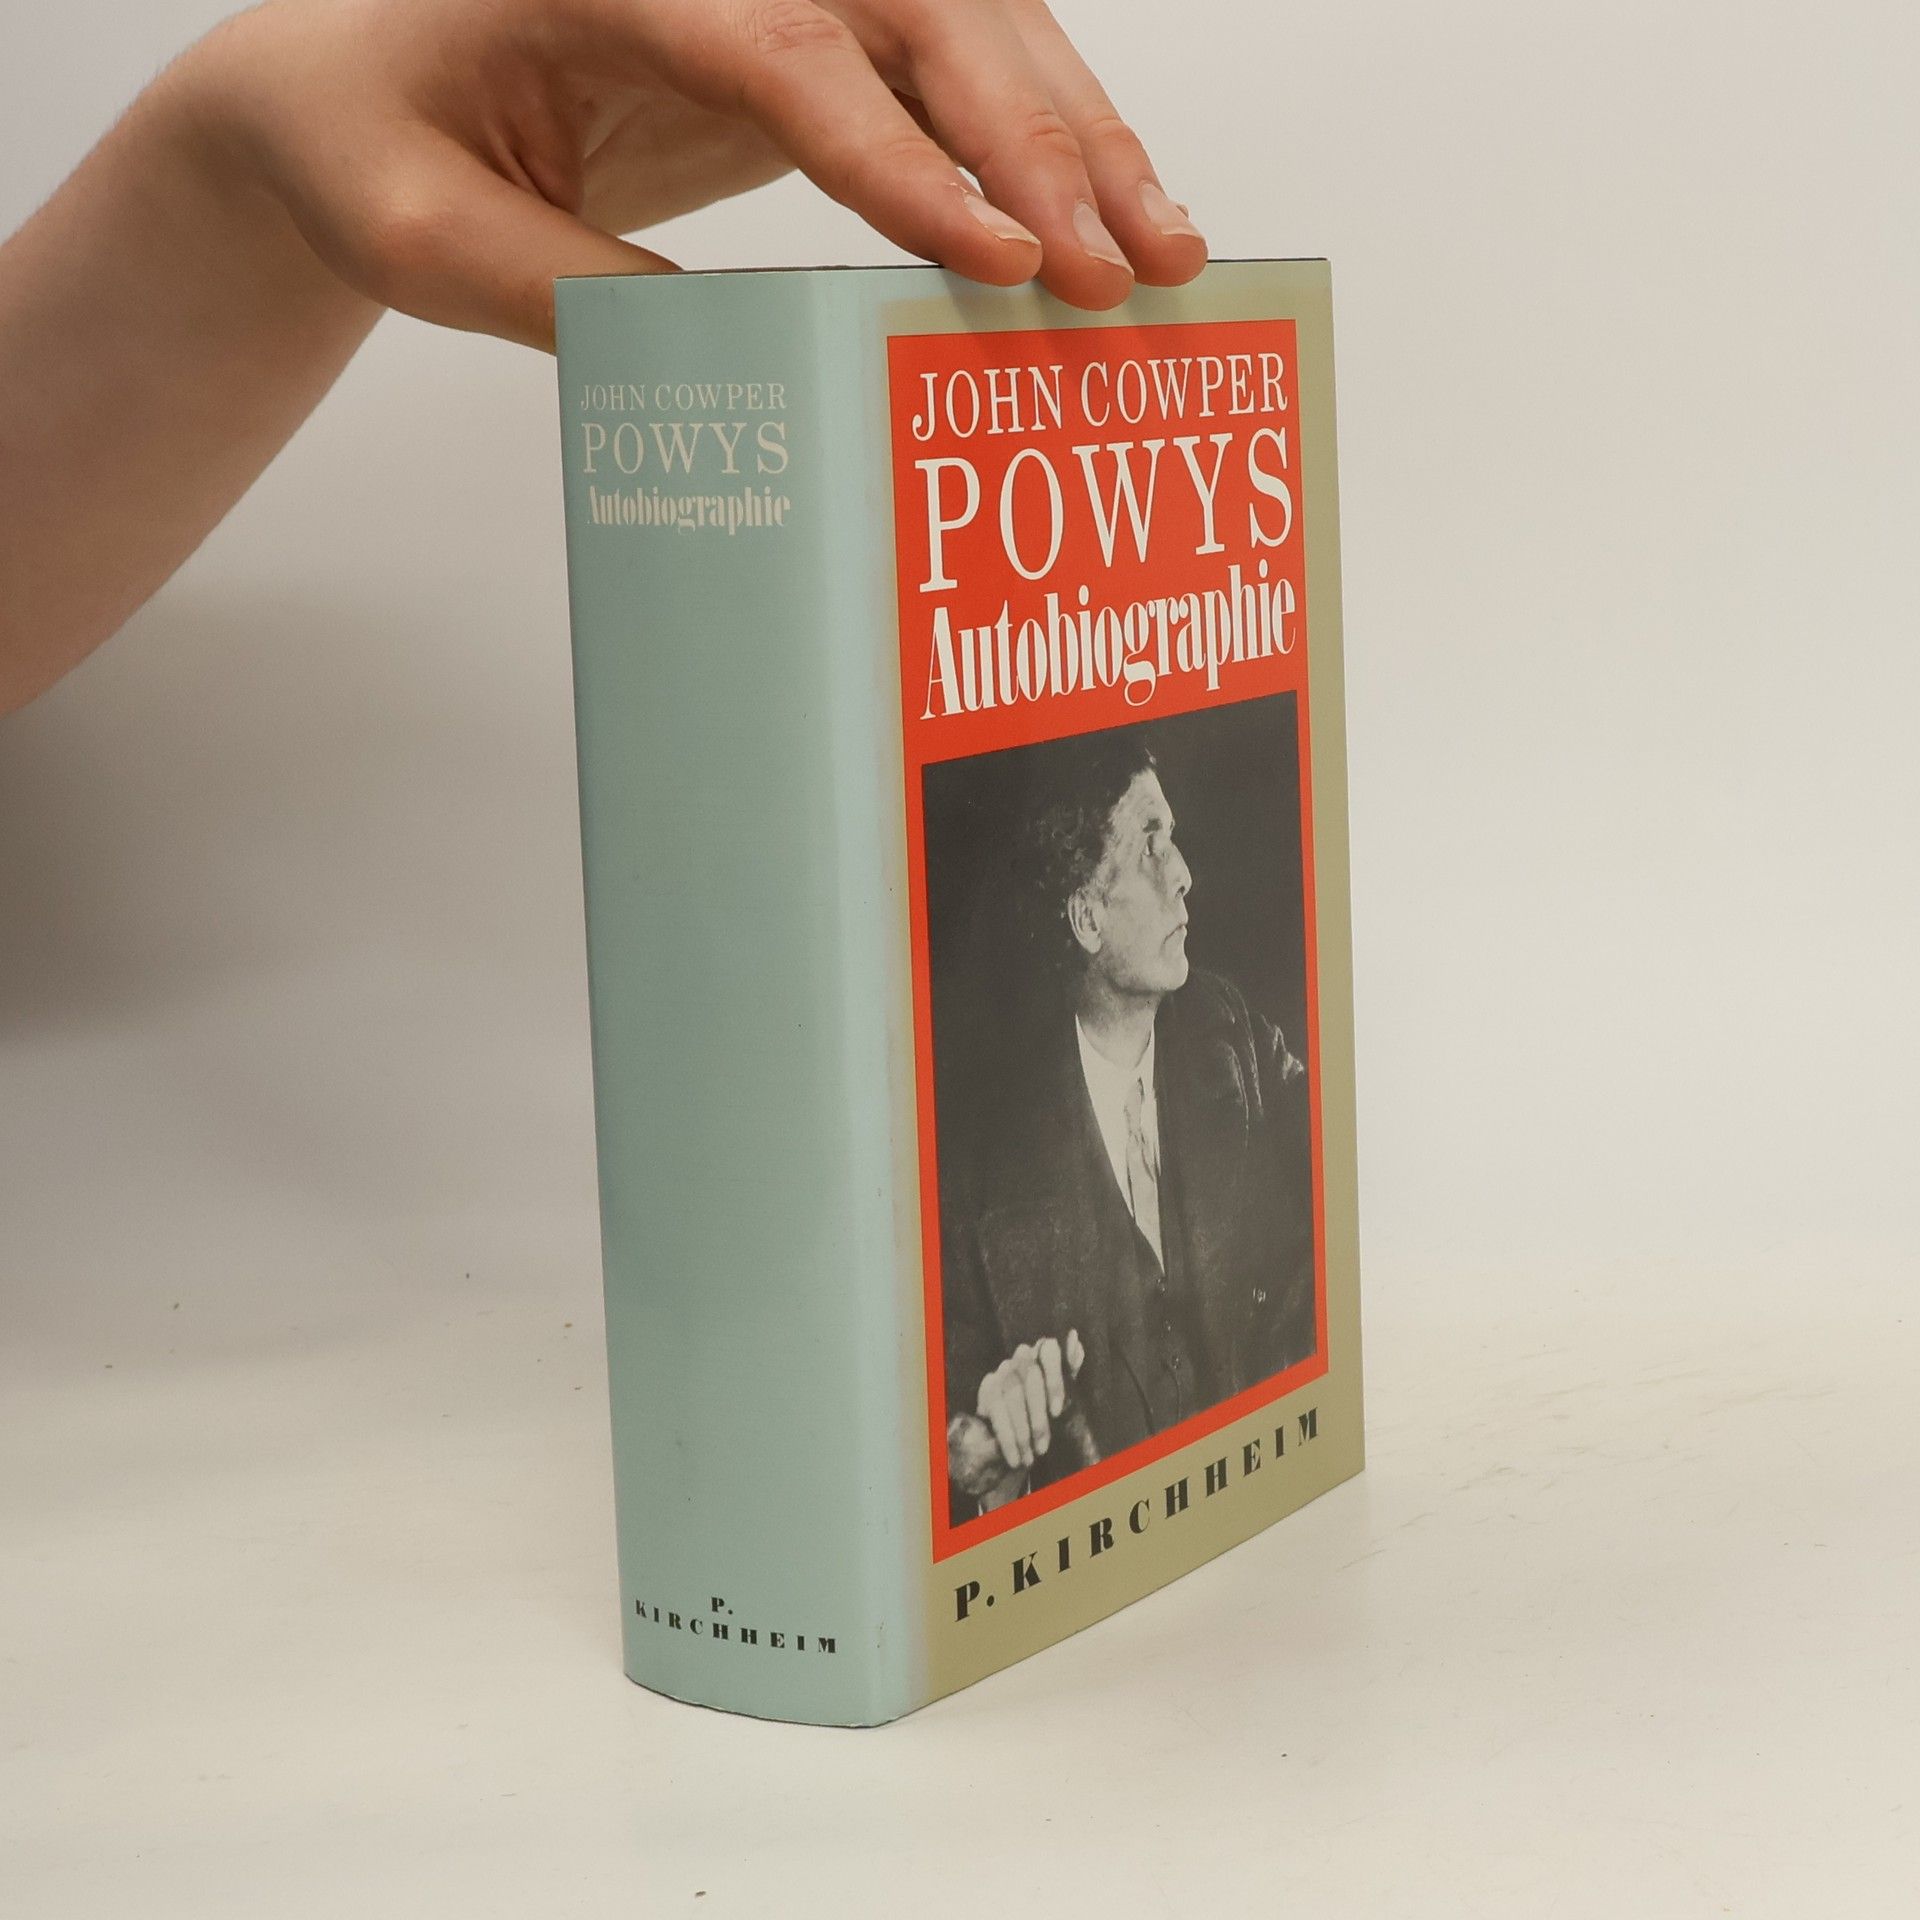 JOHN COWPER
POWYS
Autobiographie
P.
KIRCHHEIM
JOHN COWPER
POWYS
Autobiographie
P. KIRCHHEIM